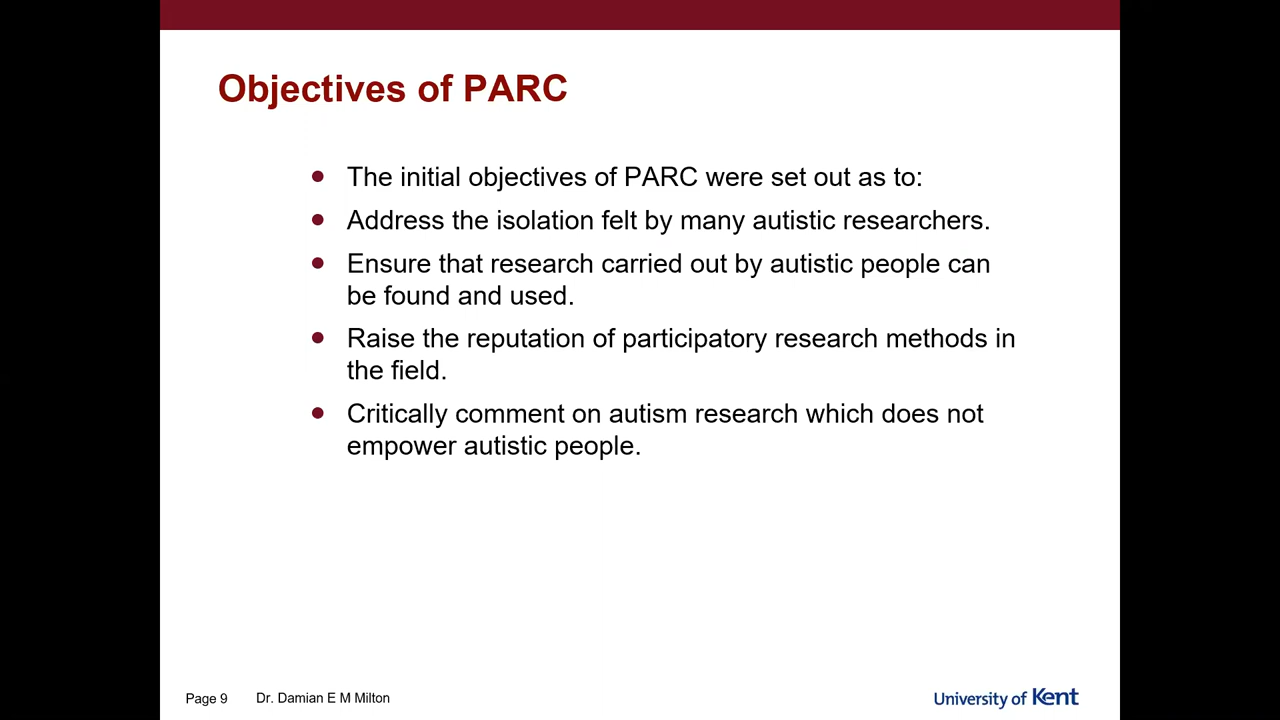 Objectives of PARC
The initial objectives of PARC were set out as to:
Address the isolation felt by many autistic researchers.
Ensure that research carried out by autistic people can
be found and used.
Raise the reputation of participatory research methods in
the field.
Critically comment on autism research which does not
empower autistic people.
Page 9 Dr. Damian E M Milton
University of Kent